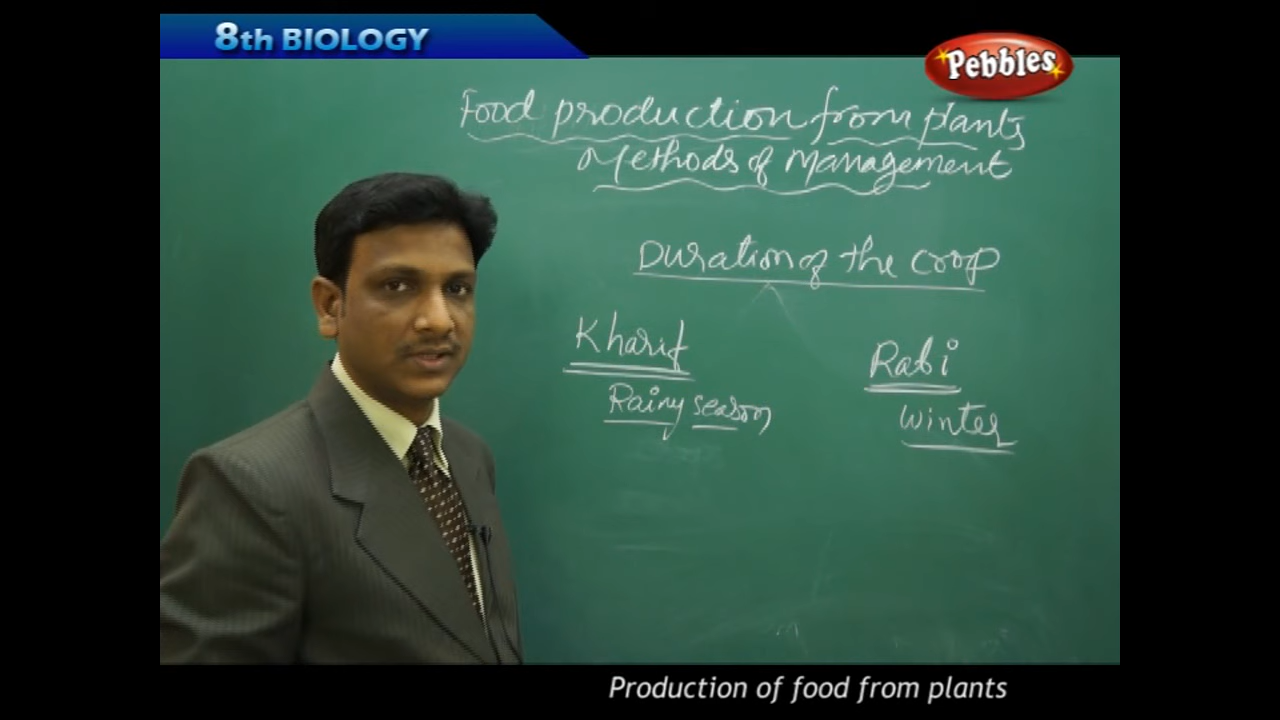 8th BIOLOGY
Pebbles
Food production from plants
Methods of Management
Duration of the crop
Kharif
Rabi
Rainy season
Winter
Production of food from plants